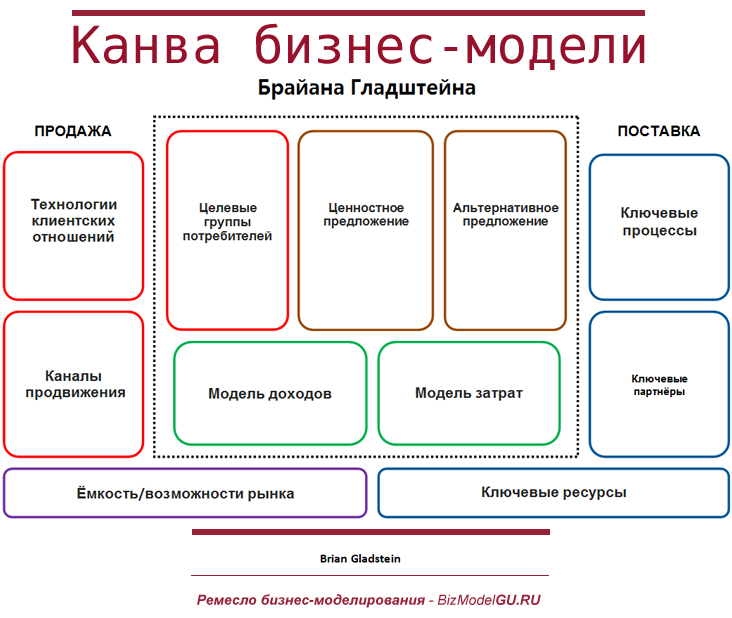 Канва бизнес-модели
Брайана Гладштейна
ПРОДАЖА
ПОСТАВКА
Технологии
клиентских
отношений
Целевые
группы
потребителей
Ценностное
предложение
Альтернативное
предложение
Ключевые
процессы
Каналы
продвижения
Модель доходов
Модель затрат
Ключевые
партнёры
Ёмкость/возможности рынка
Ключевые ресурсы
Brian Gladstein
Ремесло бизнес-моделирования - BizModelGU.RU